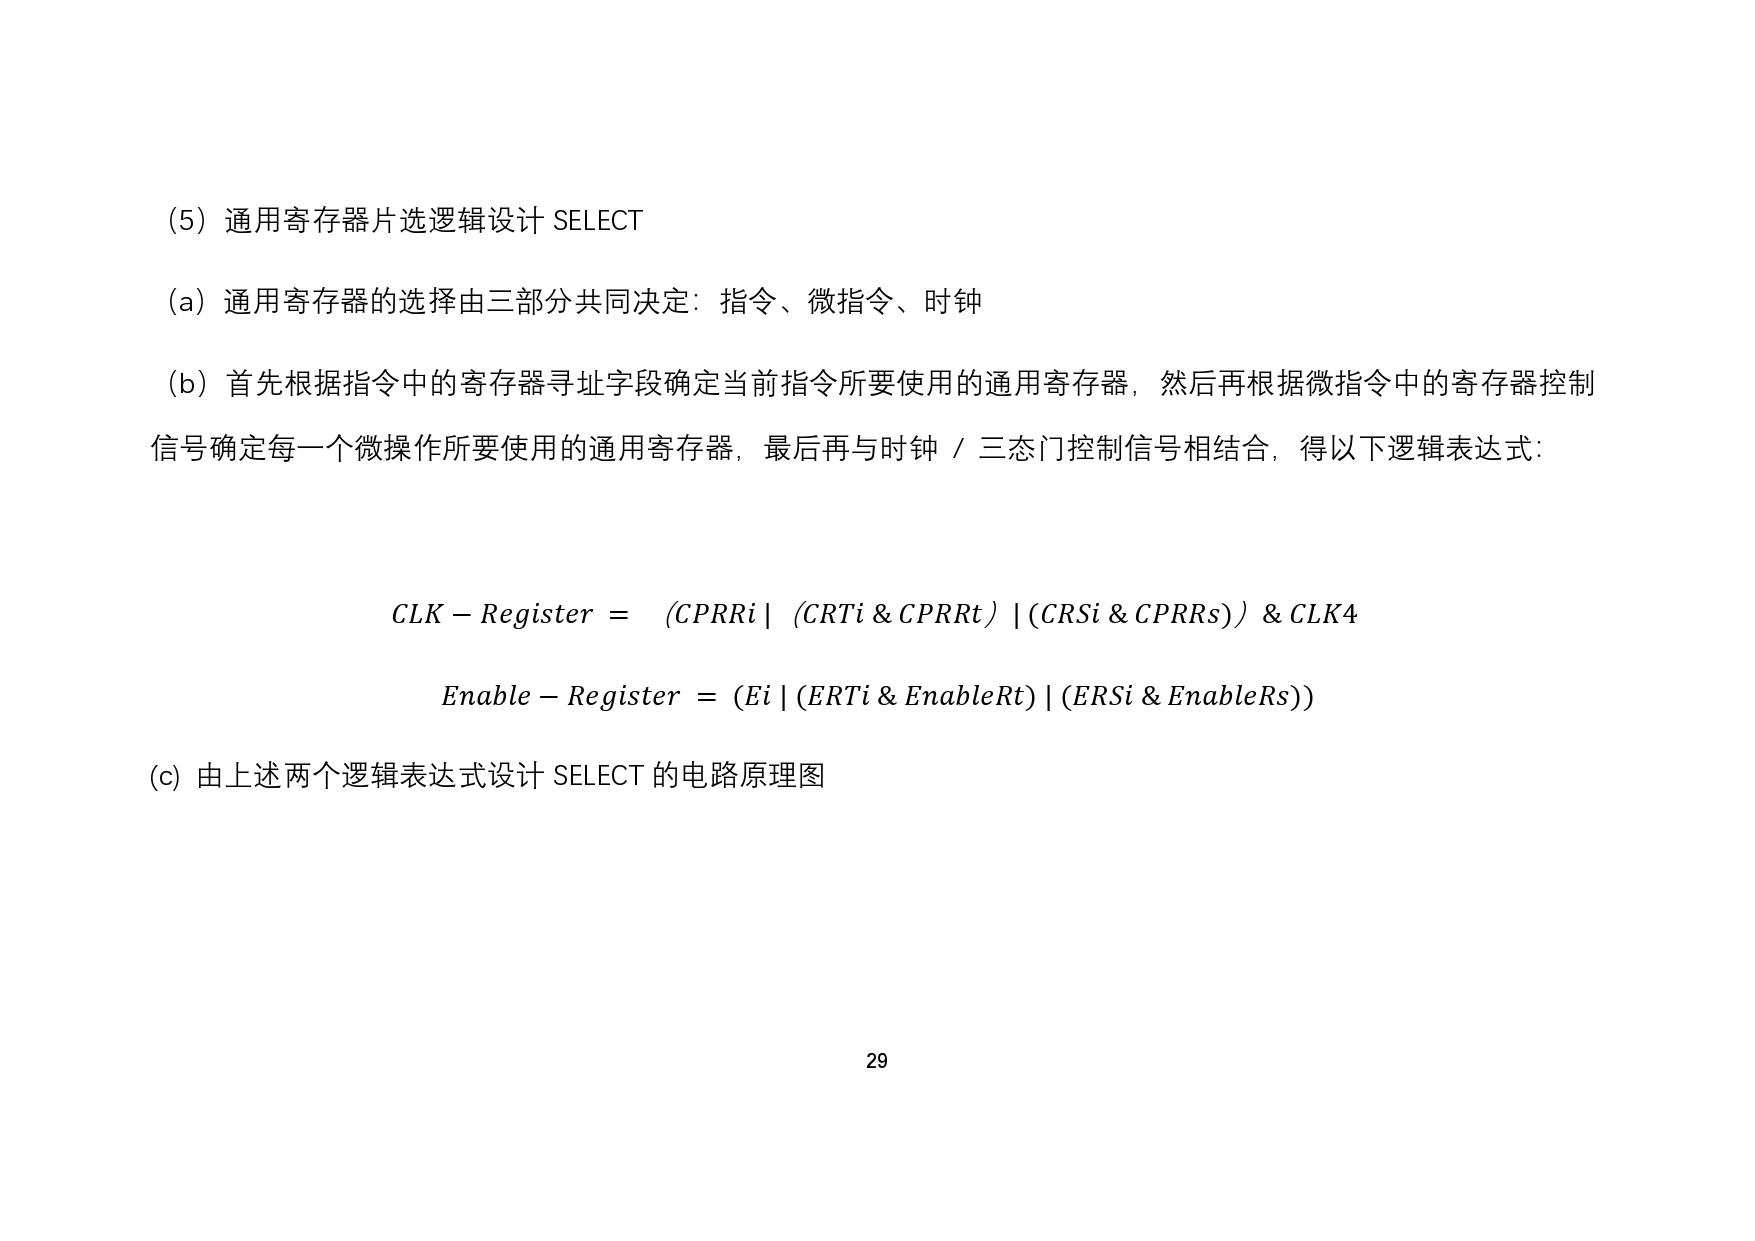 （5）通用寄存器片选逻辑设计 SELECT
（a）通用寄存器的选择由三部分共同决定：指令、微指令、时钟
（b）首先根据指令中的寄存器寻址字段确定当前指令所要使用的通用寄存器，然后再根据微指令中的寄存器控制
信号确定每一个微操作所要使用的通用寄存器，最后再与时钟 / 三态门控制信号相结合，得以下逻辑表达式：
CLK − Register = （CPRRi | （CRTi & CPRRt）| (CRSi & CPRRs)）& CLK4
Enable − Register = (Ei | (ERTi & EnableRt) | (ERSi & EnableRs))
(c) 由上述两个逻辑表达式设计 SELECT 的电路原理图
29